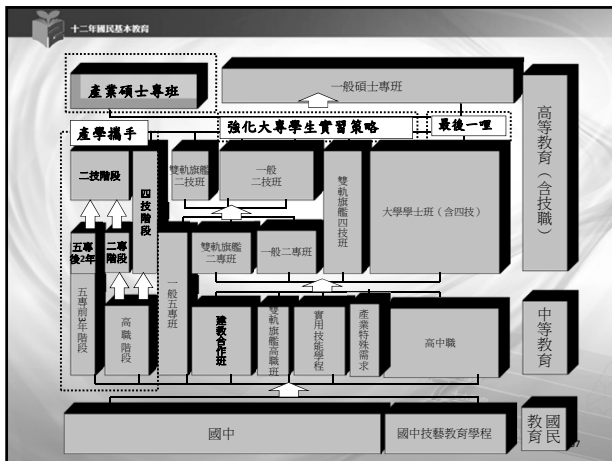 十二年國民基本教育
產業碩士專班
一般碩士專班
高等教育（含技職）
產學攜手
強化大專學生實習策略
最後一哩
二技階段
四技階段
雙軌旗艦
二技班
一般
二技班
雙軌旗艦四技班
大學學士班（含四技）
五專
後2年
二專
階段
一般五專班
雙軌旗艦
二專班
一般二專班
五專前3年階段
高職階段
建教合作班
雙軌旗艦高職班
實用技能學程
產業特殊需求
高中職
中等教育
國中
國中技藝教育學程
國民
教育